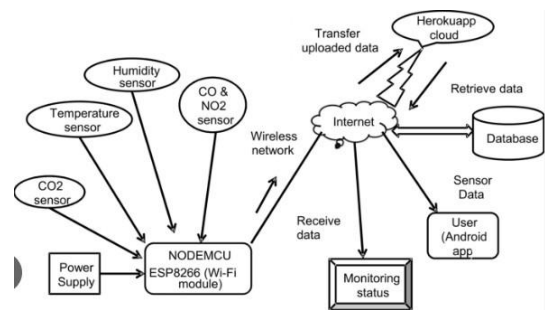 Humidity
sensor
Temperature
sensor
CO2
sensor
CO &
NO2
sensor
Power
Supply
NODEMCU
ESP8266 (Wi-Fi
module)
Wireless
network
Transfer
uploaded data
Herokuapp
cloud
Retrieve data
Internet
Database
Receive
data
Sensor
Data
User
(Android
app
Monitoring
status